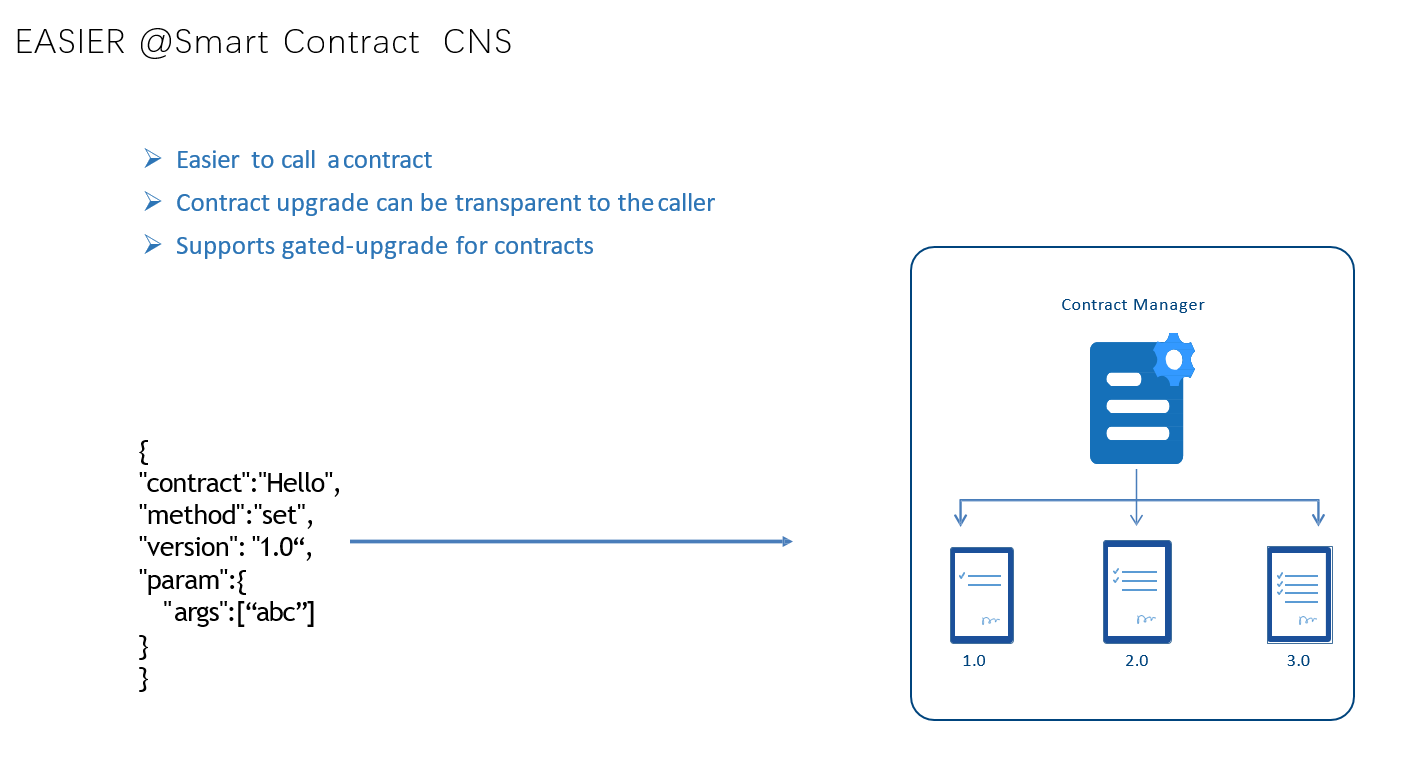 EASIER @Smart Contract CNS
Easier to call a contract
Contract upgrade can be transparent to the caller
Supports gated-upgrade for contracts
Contract Manager
{
"contract":"Hello",
"method":"set",
"version": "1.0“,
"param":{
"args":[“abc”]
}
}
1.0
2.0
3.0